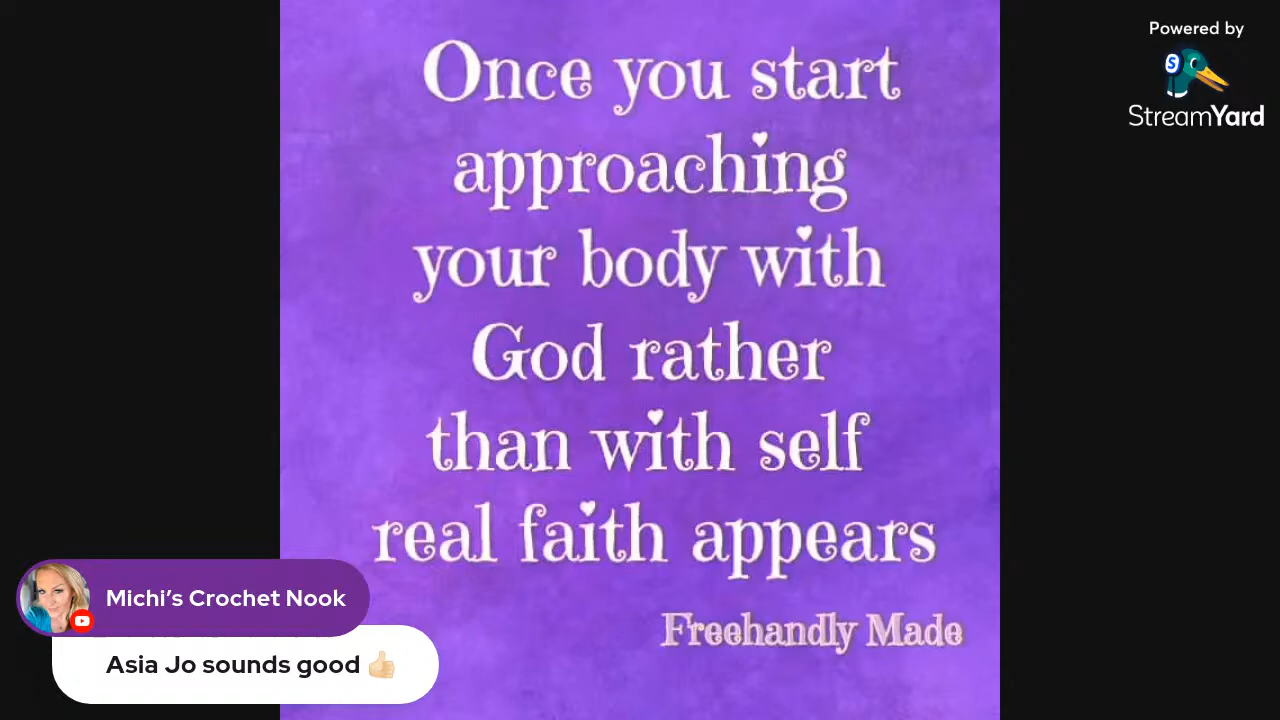 Once you start
approaching
your body with
God rather
than with self
real faith appears
Freehandly Made
Powered by
S
StreamYard
Michi’s Crochet Nook
Asia Jo sounds good 👍🏻